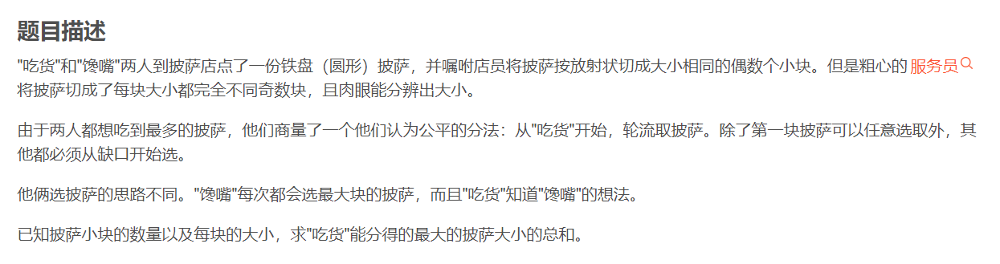 题目描述
"吃货"和"馋嘴"两人到披萨店点了一份铁盘（圆形）披萨，并嘱咐店员将披萨按放射状切成大小相同的偶数个小块。但是粗心的 服务员
将披萨切成了每块大小都完全不同奇数块，且肉眼能分辨出大小。
由于两人都想吃到最多的披萨，他们商量了一个他们认为公平的分法：从"吃货"开始，轮流取披萨。除了第一块披萨可以任意选取外，其
他都必须从缺口开始选。
他俩选披萨的思路不同。"馋嘴"每次都会选最大块的披萨，而且"吃货"知道"馋嘴"的想法。
已知披萨小块的数量以及每块的大小，求"吃货"能分得的最大的披萨大小的总和。